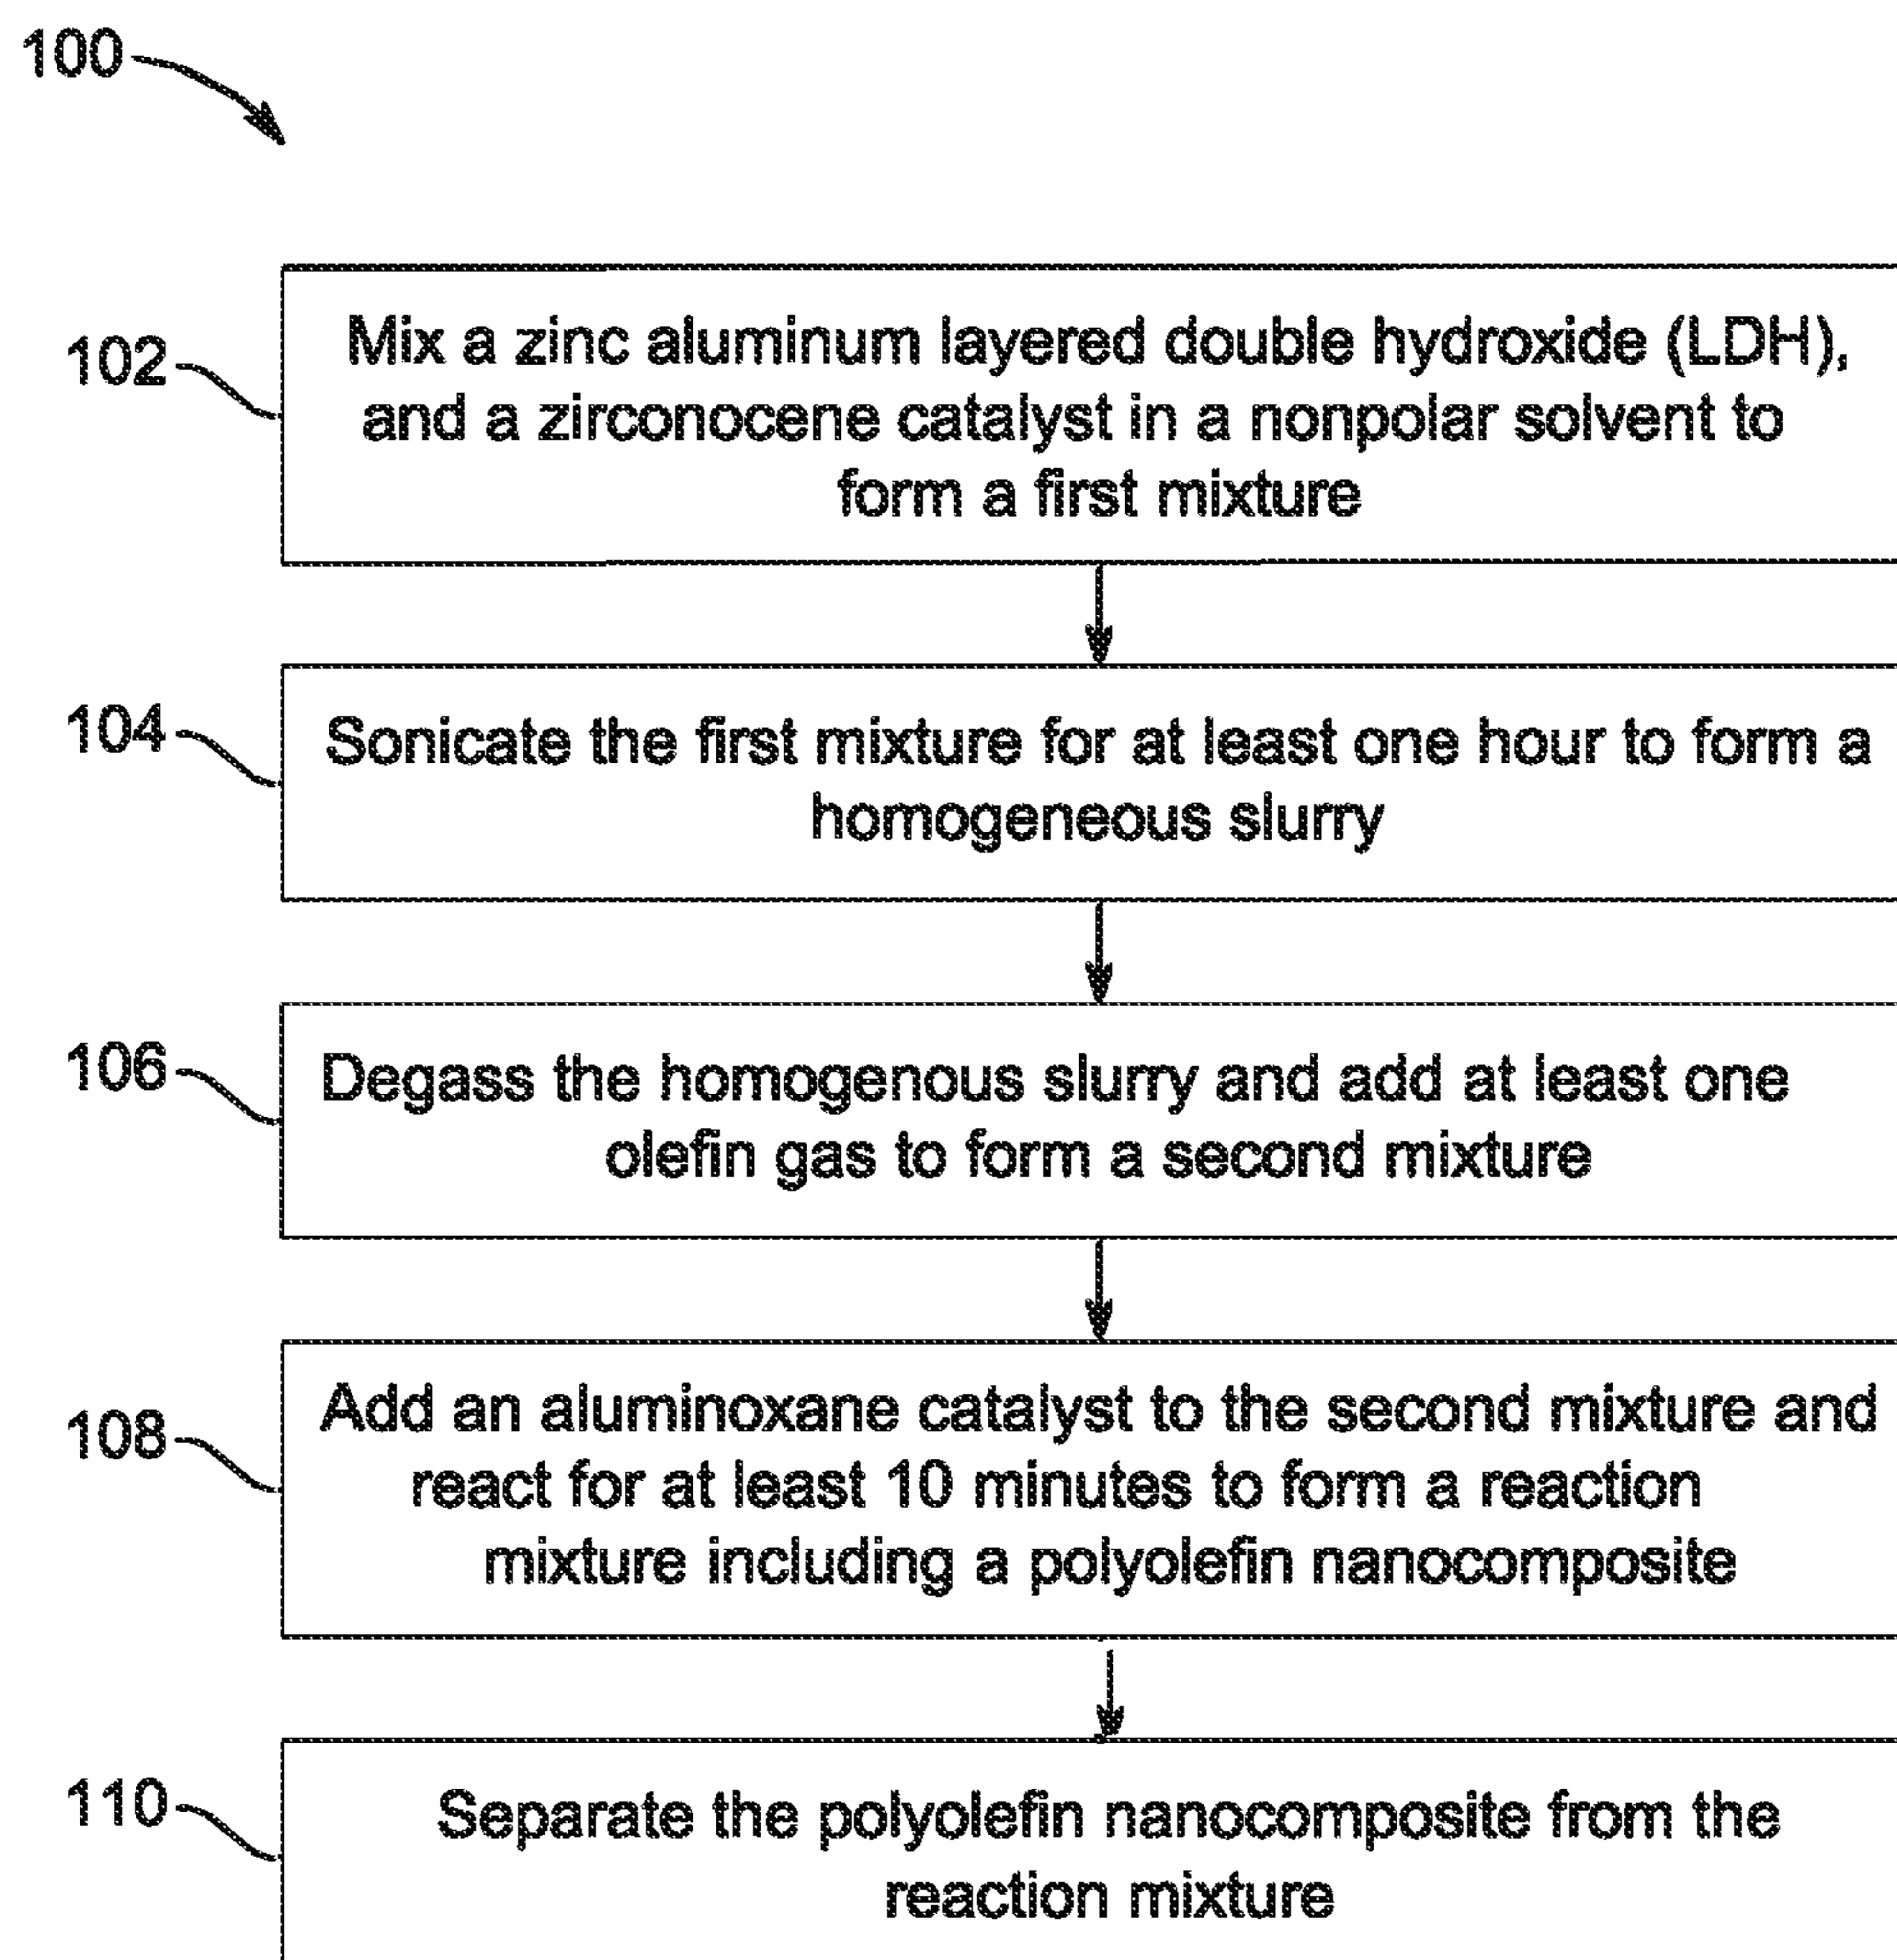 100
102
Mix a zinc aluminum layered double hydroxide (LDH),
and a zirconocene catalyst in a nonpolar solvent to
form a first mixture
104
Sonicate the first mixture for at least one hour to form a
homogeneous slurry
106
Degass the homogenous slurry and add at least one
olefin gas to form a second mixture
108
Add an aluminoxane catalyst to the second mixture and
react for at least 10 minutes to form a reaction
mixture including a polyolefin nanocomposite
110
Separate the polyolefin nanocomposite from the
reaction mixture